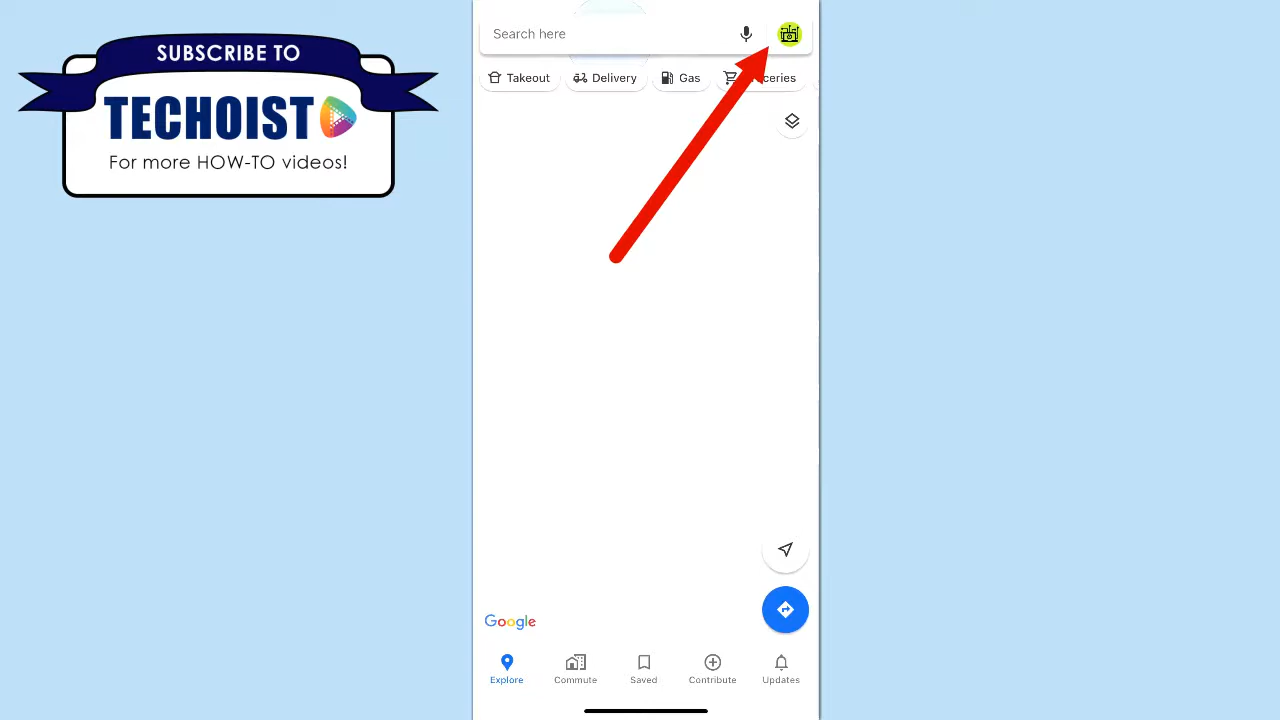 SUBSCRIBE TO
TECHOIST
For more HOW-TO videos!
Search here
Takeout Delivery Gas
Google
Explore Commute Saved Contribute Updates